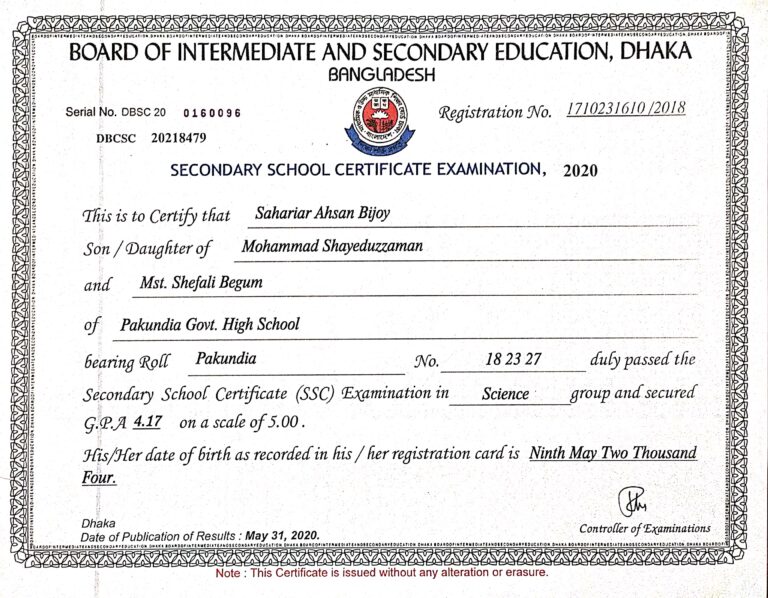 BOARD OF INTERMEDIATE AND SECONDARY EDUCATION, DHAKA
BANGLADESH
Serial No. DBSC 20 0160096
Registration No. 1710231610/2018
DBCSC 20218479
SECONDARY SCHOOL CERTIFICATE EXAMINATION, 2020
This is to Certify that Sahariar Ahsan Bijoy
Son / Daughter of Mohammad Shayeduzzaman
and Mst. Shefali Begum
of Pakundia Govt. High School
bearing Roll Pakundia No. 18 23 27 duly passed the
Secondary School Certificate (SSC) Examination in Science group and secured
G.P.A 4.17 on a scale of 5.00.
His/Her date of birth as recorded in his / her registration card is Ninth May Two Thousand
Four.
Dhaka
Date of Publication of Results : May 31, 2020.
Controller of Examinations
Note : This Certificate is issued without any alteration or erasure.